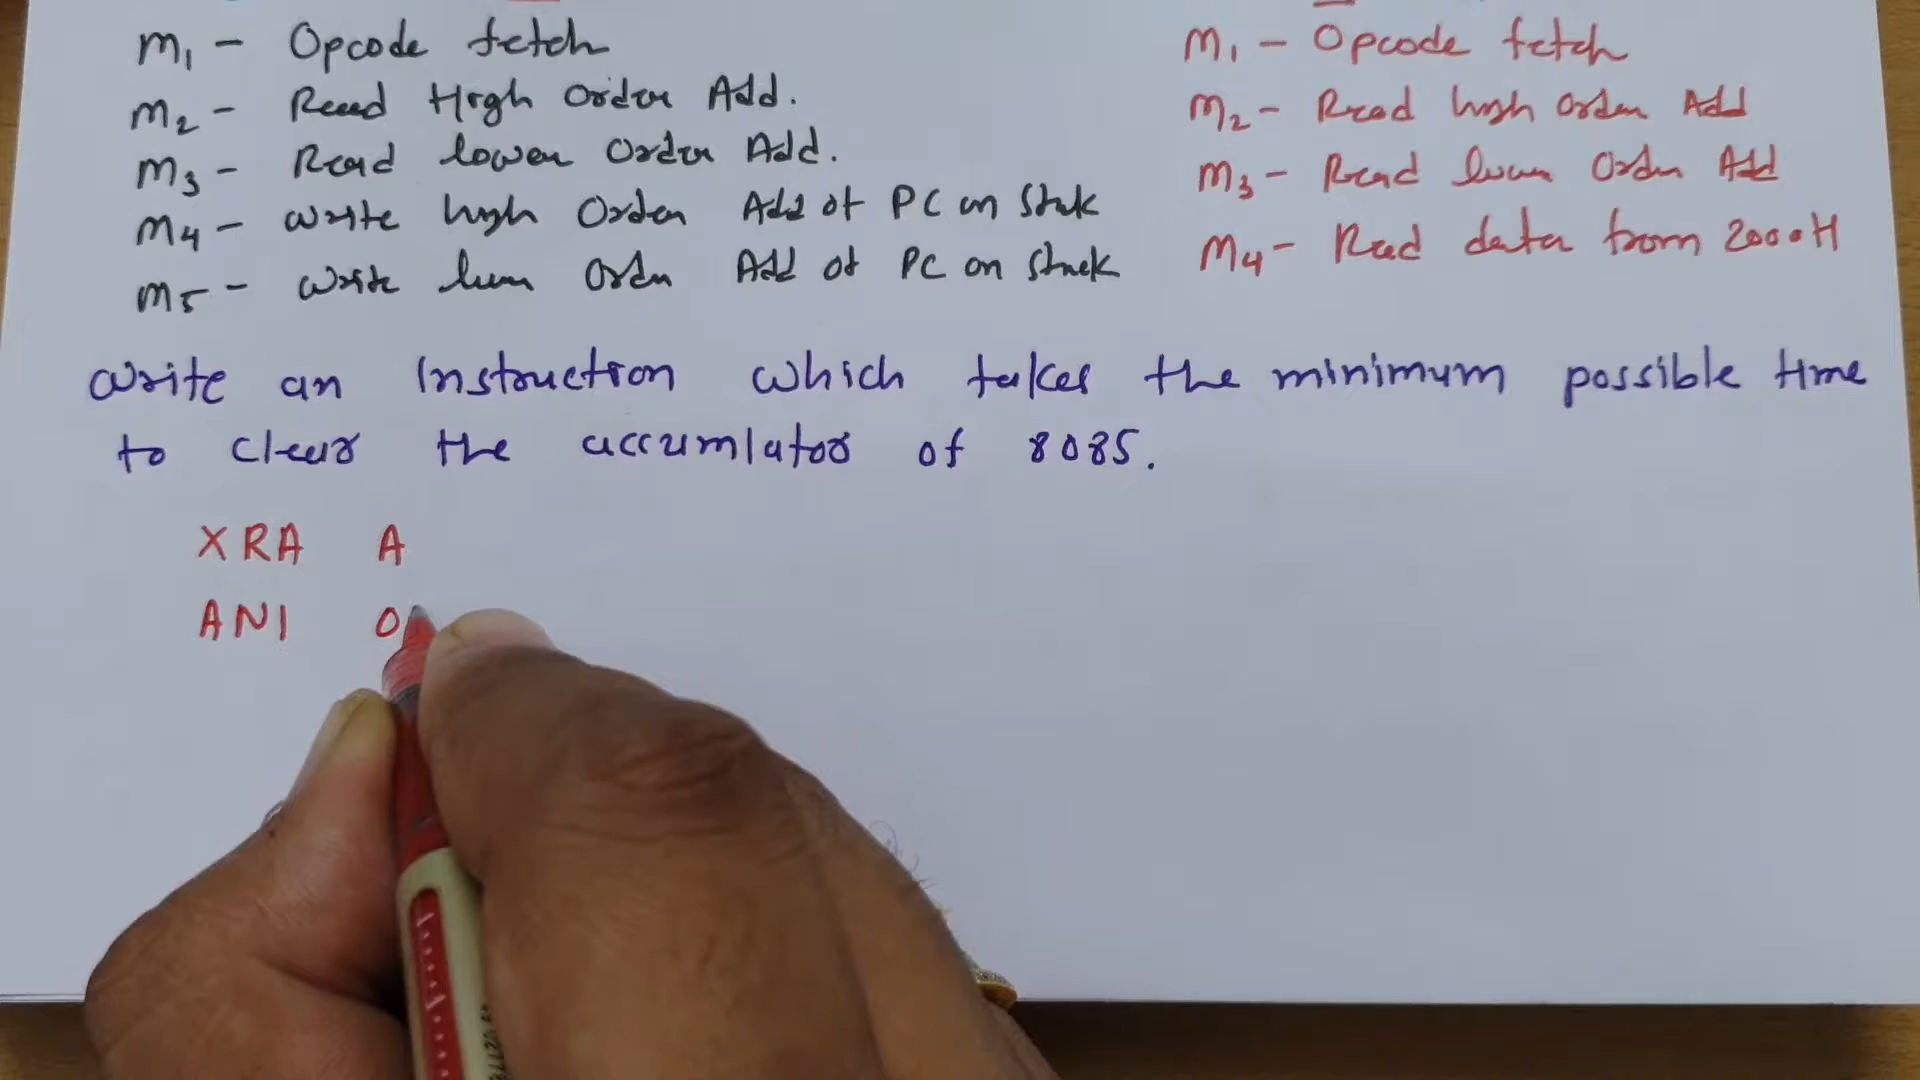 M1 - Opcode fetch
M2 - Read High Order Add.
M3 - Read lower Order Add.
M4 - Write high Order Add of PC on Stak
M5 - Write lower Order Add of PC on Stack
M1 - Opcode fetch
M2 - Read high Order Add
M3 - Read lower Order Add
M4 - Read data from 2000H
Write an Instruction which takes the minimum possible time
to clear the accumlator of 8085.
XRA A
ANI 0